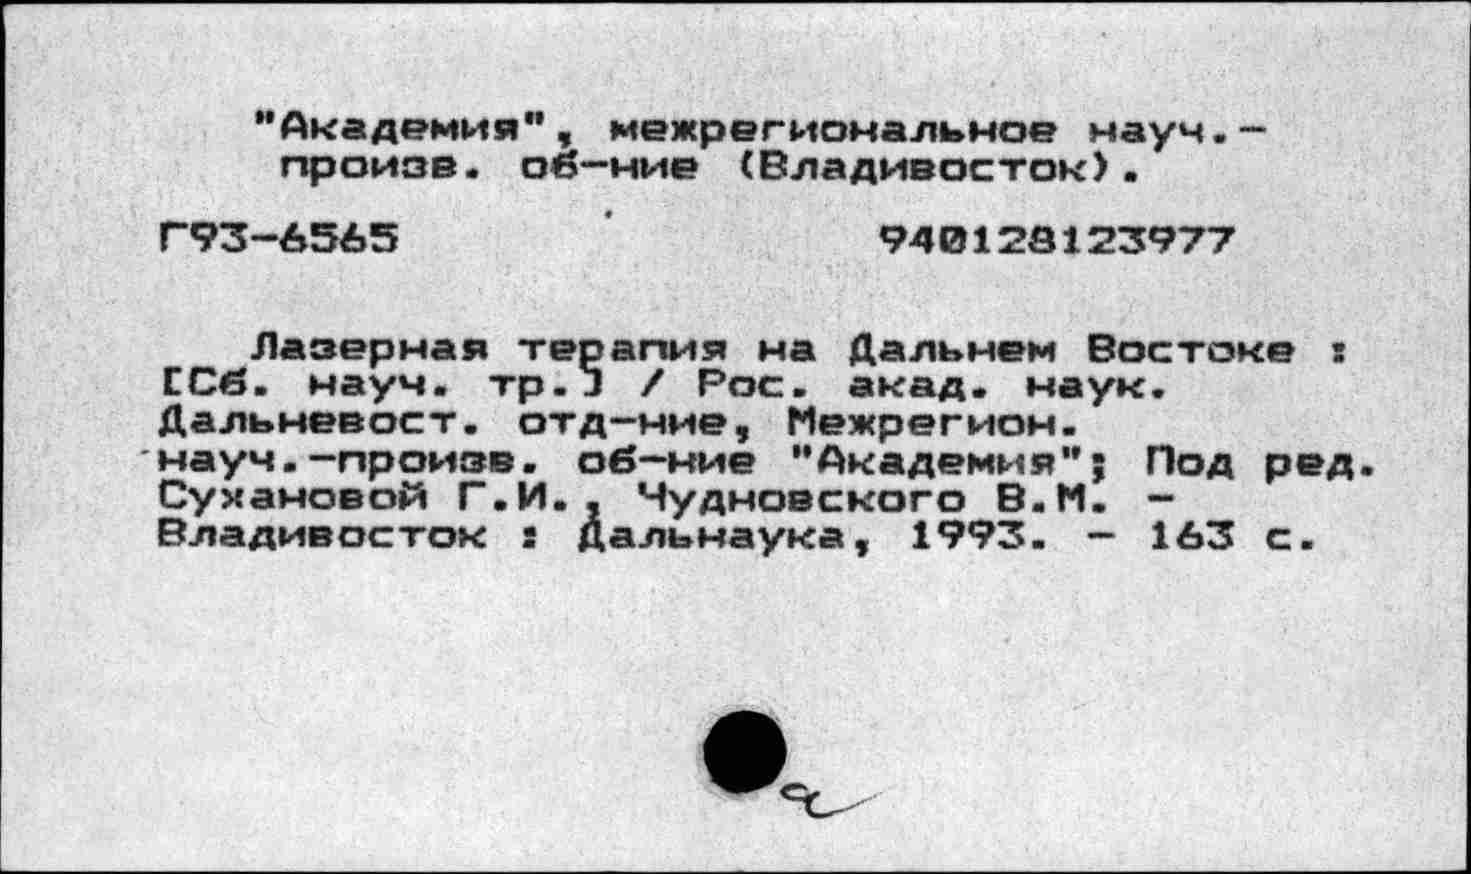 "Академия", межрегиональное науч.-
произв. об-ние (Владивосток).
Г93-6565 940128123977
Лазерная терапия на Дальнем Востоке :
[Сб. науч. тр.] / Рос. акад. наук.
Дальневост. отд-ние, Межрегион.
науч.-произв. об-ние "Академия"; Под ред.
Сухановой Г.И., Чудновского В.М. -
Владивосток : Дальнаука, 1993. - 163 с.